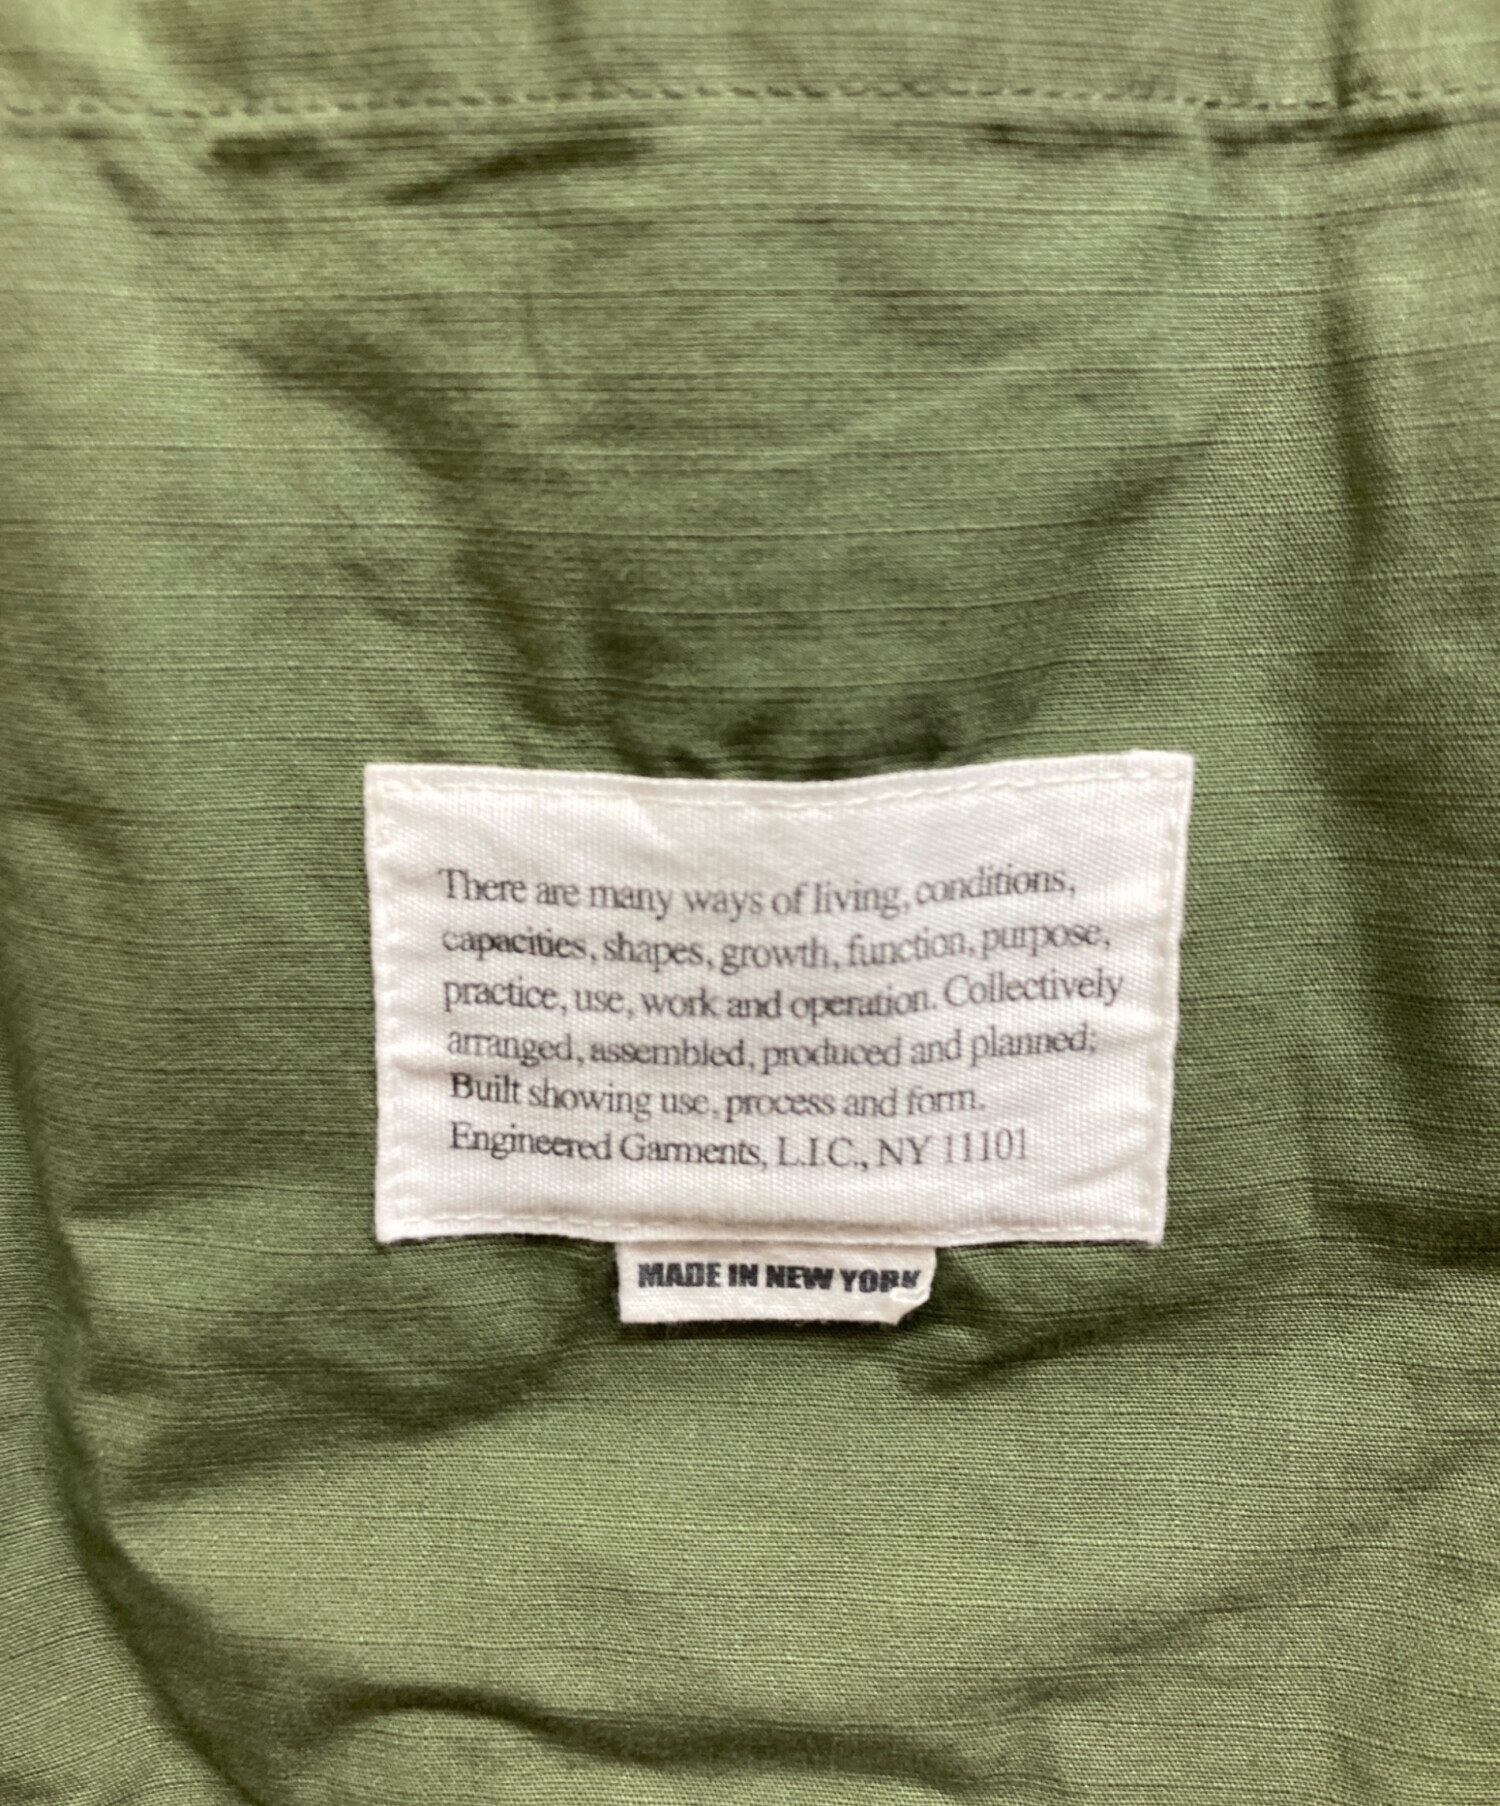 There are many ways of living, conditions,
capacities, shapes, growth, function, purpose,
practice, use, work and operation. Collectively
arranged, assembled, produced and planned;
Built showing use, process and form.
Engineered Garments, L.I.C., NY 11101
MADE IN NEW YORK